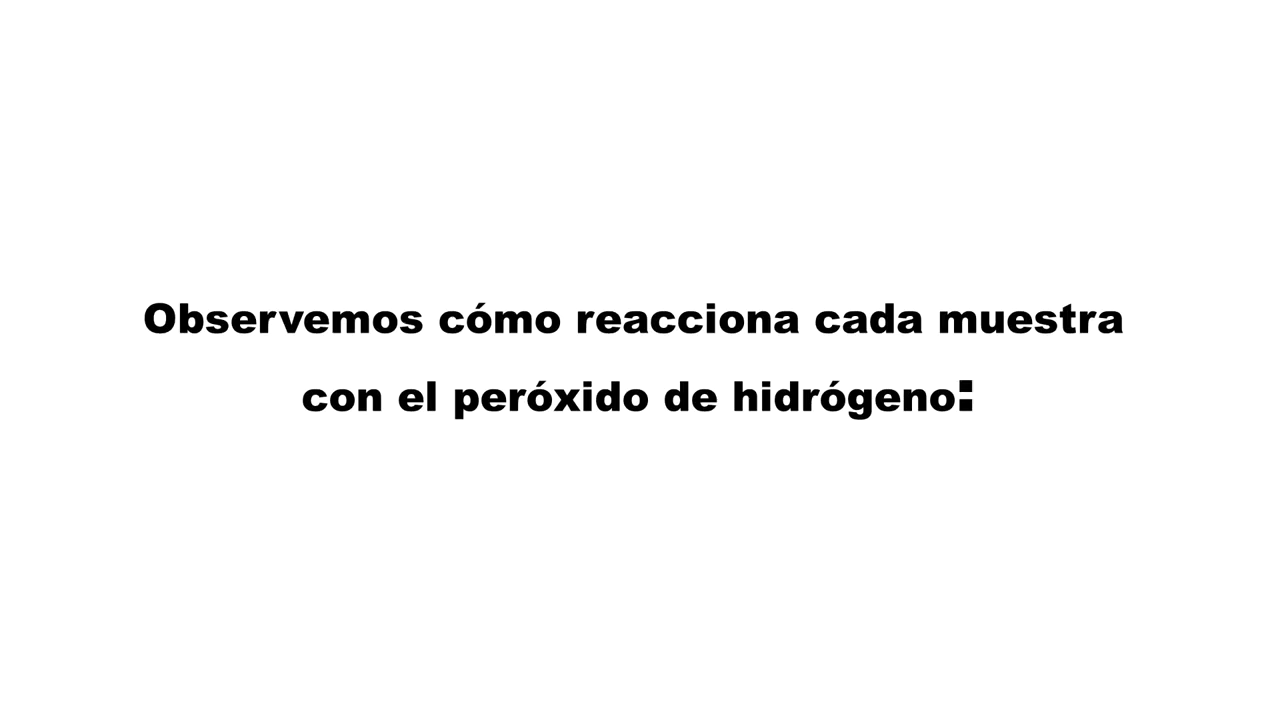 Observemos cómo reacciona cada muestra
con el peróxido de hidrógeno: